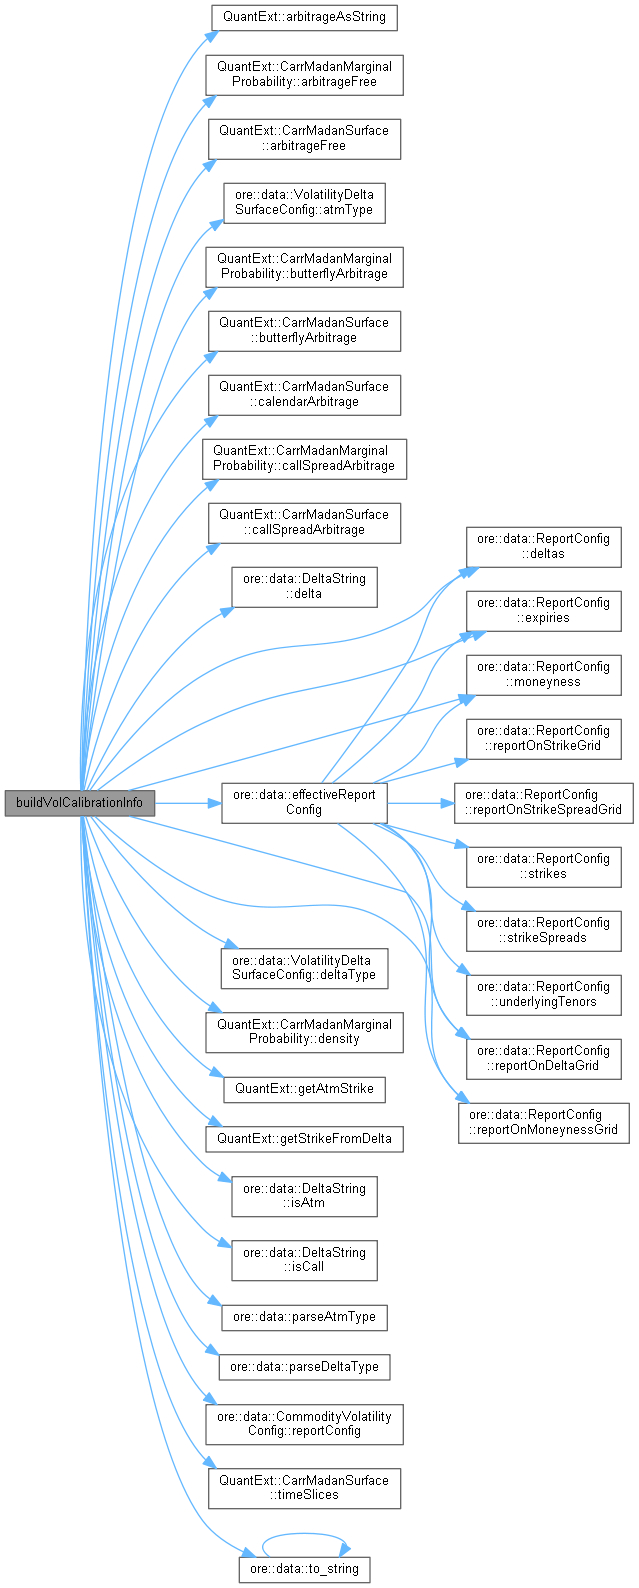 QuantExt::arbitrageAsString
QuantExt::CarrMadanMarginal
Probability::arbitrageFree
QuantExt::CarrMadanSurface
::arbitrageFree
ore::data::VolatilityDelta
SurfaceConfig::atmType
QuantExt::CarrMadanMarginal
Probability::butterflyArbitrage
QuantExt::CarrMadanSurface
::butterflyArbitrage
QuantExt::CarrMadanSurface
::calendarArbitrage
QuantExt::CarrMadanMarginal
Probability::callSpreadArbitrage
QuantExt::CarrMadanSurface
::callSpreadArbitrage
ore::data::DeltaString
::delta
buildVolCalibrationInfo
ore::data::effectiveReport
Config
ore::data::VolatilityDelta
SurfaceConfig::deltaType
QuantExt::CarrMadanMarginal
Probability::density
QuantExt::getAtmStrike
QuantExt::getStrikeFromDelta
ore::data::DeltaString
::isAtm
ore::data::DeltaString
::isCall
ore::data::parseAtmType
ore::data::parseDeltaType
ore::data::CommodityVolatility
Config::reportConfig
QuantExt::CarrMadanSurface
::timeSlices
ore::data::to_string
ore::data::ReportConfig
::deltas
ore::data::ReportConfig
::expiries
ore::data::ReportConfig
::moneyness
ore::data::ReportConfig
::reportOnStrikeGrid
ore::data::ReportConfig
::reportOnStrikeSpreadGrid
ore::data::ReportConfig
::strikes
ore::data::ReportConfig
::strikeSpreads
ore::data::ReportConfig
::underlyingTenors
ore::data::ReportConfig
::reportOnDeltaGrid
ore::data::ReportConfig
::reportOnMoneynessGrid